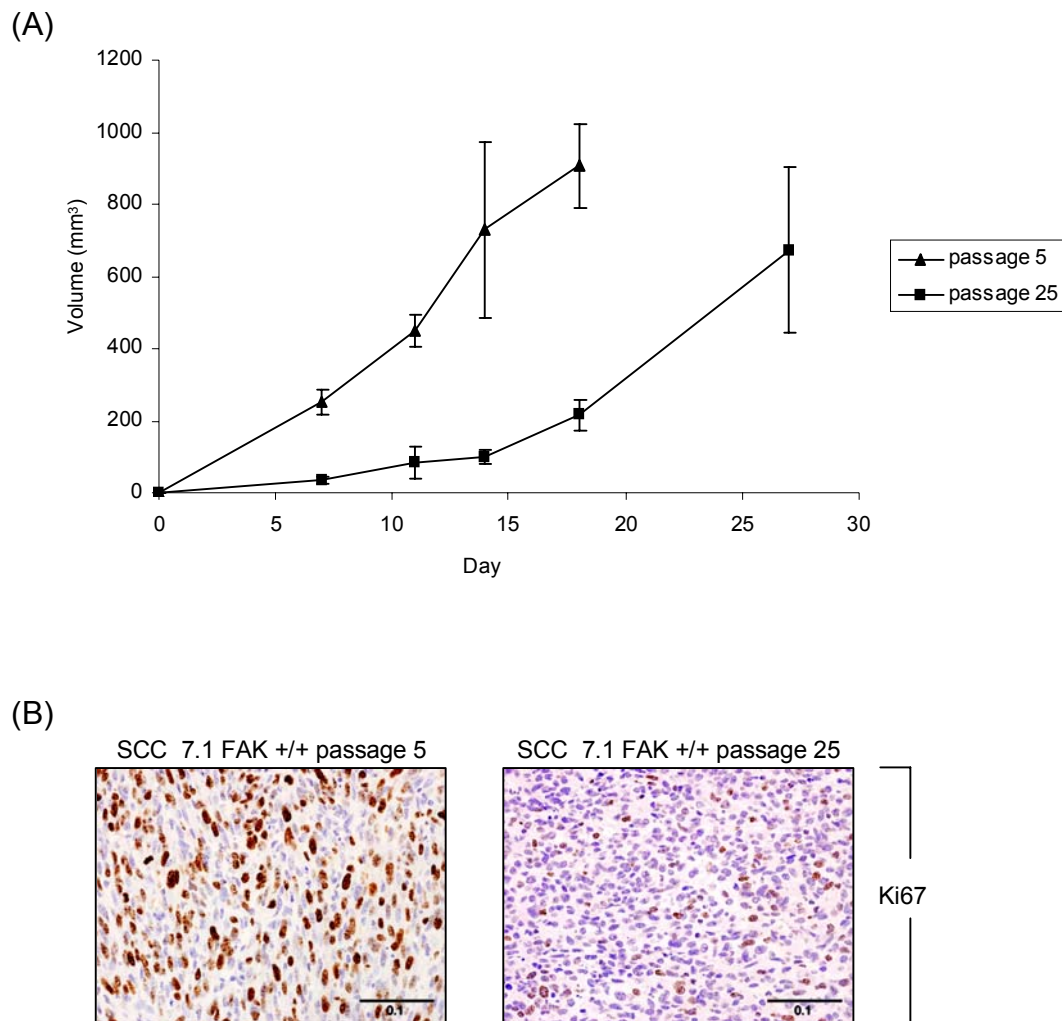 (A)
1200
1000
800
600
400
200
0
Volume (mm³)
0 5 10 15 20 25 30
Day
passage 5
passage 25
(B)
SCC 7.1 FAK +/+ passage 5
SCC 7.1 FAK +/+ passage 25
Ki67
0.1
0.1